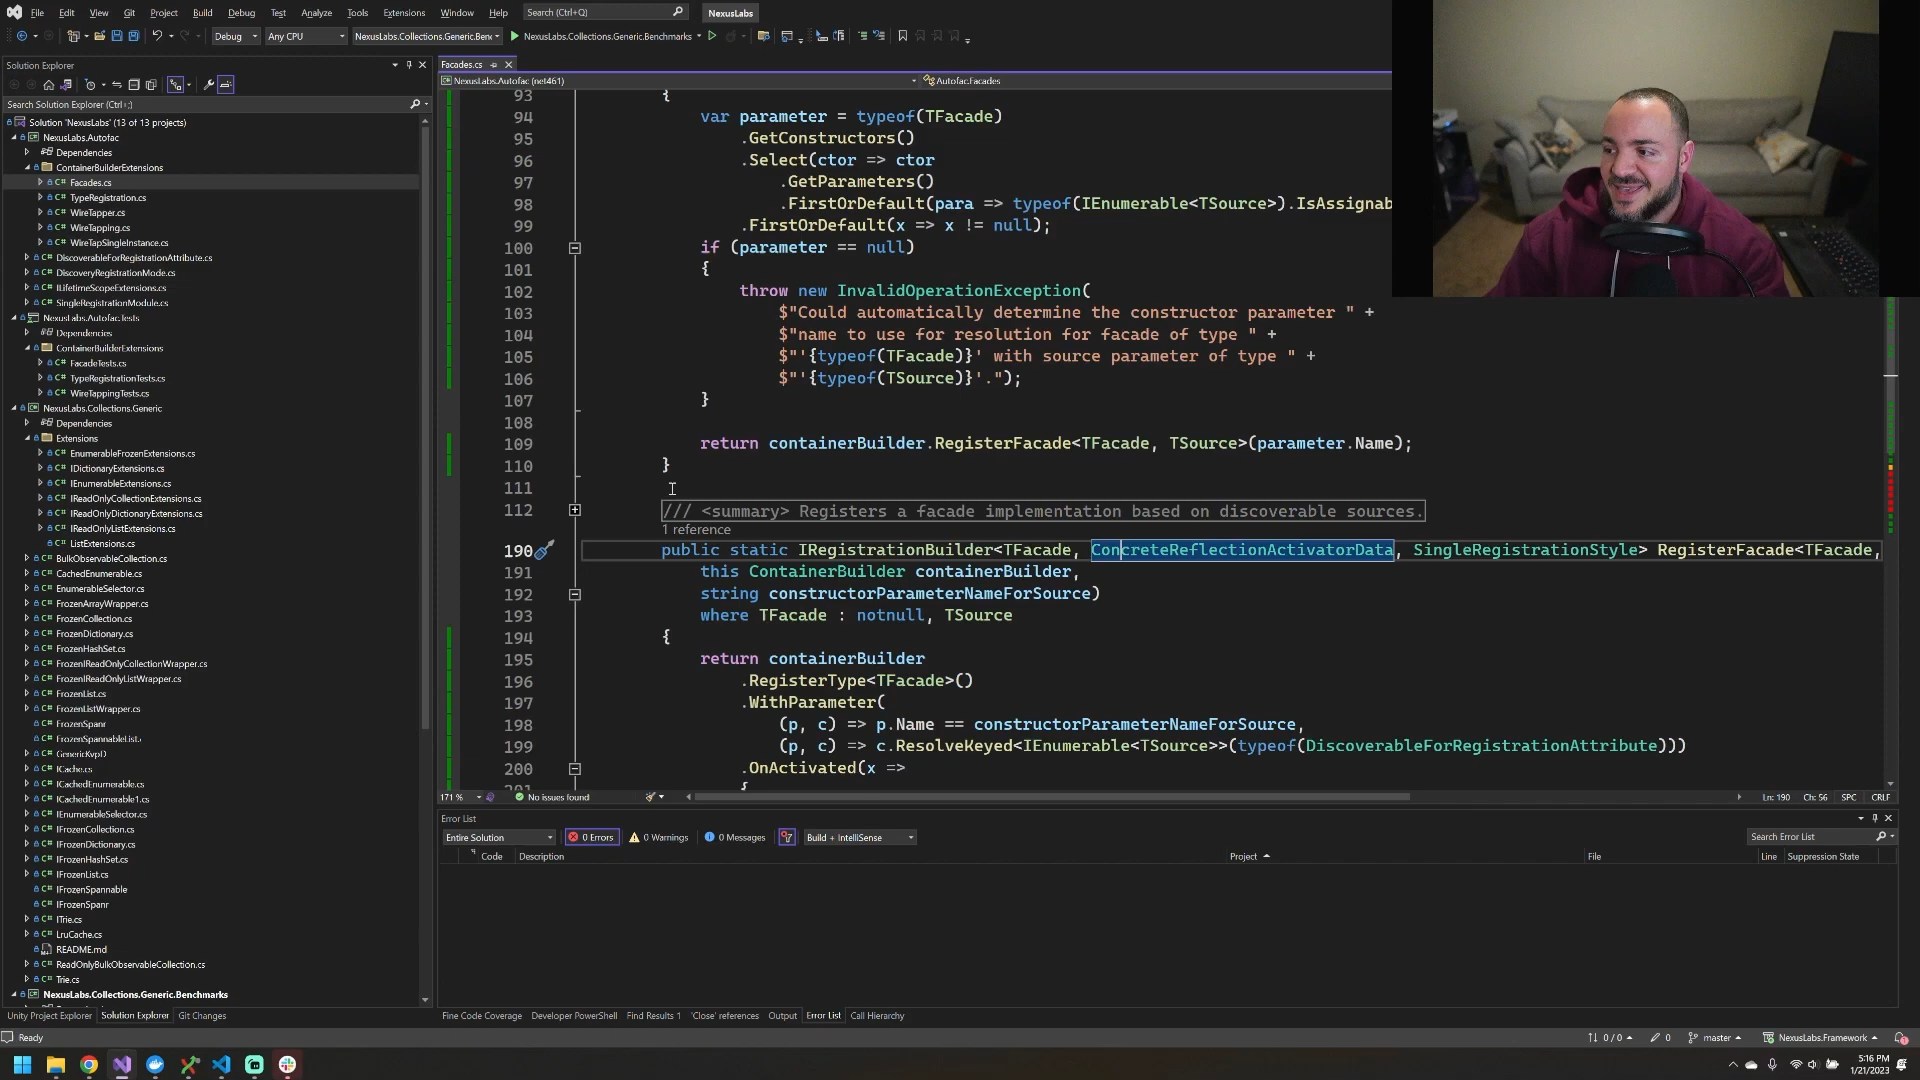 File Edit View Git Project Build Debug Test Analyze Tools Extensions Window Help Search (Ctrl+Q) NexusLabs
Debug Any CPU NexusLabs.Collections.Generic.Ben NexusLabs.Collections.Generic.Benchmarks
Solution Explorer
Search Solution Explorer (Ctrl+;)
Solution 'NexusLabs' (13 of 13 projects)
NexusLabs.Autofac
Dependencies
ContainerBuilderExtensions
C# Facades.cs
C# TypeRegistration.cs
C# WireTapper.cs
C# WireTapping.cs
C# WireTapSingleInstance.cs
C# DiscoverableForRegistrationAttribute.cs
C# DiscoveryRegistrationMode.cs
C# ILifetimeScopeExtensions.cs
C# SingleRegistrationModule.cs
NexusLabs.Autofac.Tests
Dependencies
ContainerBuilderExtensions
C# FacadeTests.cs
C# TypeRegistrationTests.cs
C# WireTappingTests.cs
NexusLabs.Collections.Generic
Dependencies
Extensions
C# EnumerableFrozenExtensions.cs
C# IDictionaryExtensions.cs
C# IEnumerableExtensions.cs
C# IReadOnlyCollectionExtensions.cs
C# IReadOnlyDictionaryExtensions.cs
C# IReadOnlyListExtensions.cs
C# ListExtensions.cs
C# BulkObservableCollection.cs
C# CachedEnumerable.cs
C# EnumerableSelector.cs
C# FrozenArrayWrapper.cs
C# FrozenCollection.cs
C# FrozenDictionary.cs
C# FrozenHashSet.cs
C# FrozenIReadOnlyCollectionWrapper.cs
C# FrozenIReadOnlyListWrapper.cs
C# FrozenList.cs
C# FrozenListWrapper.cs
C# FrozenSpanr
C# FrozenSpannableList.
C# GenericKvpD
C# ICache.cs
C# ICachedEnumerable.cs
C# ICachedEnumerable1.cs
C# IEnumerableSelector.cs
C# IFrozenCollection.cs
C# IFrozenDictionary.cs
C# IFrozenHashSet.cs
C# IFrozenList.cs
C# IFrozenSpannable
C# IFrozenSpanr
C# ITrie.cs
C# LruCache.cs
README.md
C# ReadOnlyBulkObservableCollection.cs
C# Trie.cs
NexusLabs.Collections.Generic.Benchmarks
Unity Project Explorer Solution Explorer Git Changes
Facades.cs
NexusLabs.Autofac (net461) Autofac.Facades
93 {
94 var parameter = typeof(TFacade)
95 .GetConstructors()
96 .Select(ctor => ctor
97 .GetParameters()
98 .FirstOrDefault(para => typeof(IEnumerable<TSource>).IsAssignab
99 .FirstOrDefault(x => x != null);
100 if (parameter == null)
101 {
102 throw new InvalidOperationException(
103 $"Could automatically determine the constructor parameter " +
104 $"name to use for resolution for facade of type " +
105 $"'{typeof(TFacade)}' with source parameter of type " +
106 $"'{typeof(TSource)}'.");
107 }
108
109 return containerBuilder.RegisterFacade<TFacade, TSource>(parameter.Name);
110 }
111
112 /// <summary> Registers a facade implementation based on discoverable sources.
1 reference
190 public static IRegistrationBuilder<TFacade, ConcreteReflectionActivatorData, SingleRegistrationStyle> RegisterFacade<TFacade,
191 this ContainerBuilder containerBuilder,
192 string constructorParameterNameForSource)
193 where TFacade : notnull, TSource
194 {
195 return containerBuilder
196 .RegisterType<TFacade>()
197 .WithParameter(
198 (p, c) => p.Name == constructorParameterNameForSource,
199 (p, c) => c.ResolveKeyed<IEnumerable<TSource>>(typeof(DiscoverableForRegistrationAttribute)))
200 .OnActivated(x =>
201 {
171 % No issues found Ln: 190 Ch: 56 SPC CRLF
Error List
Entire Solution 0 Errors 0 Warnings 0 Messages Build + IntelliSense Search Error List
Code Description Project File Line Suppression State
Fine Code Coverage Developer PowerShell Find Results 1 'Close' references Output Error List Call Hierarchy
Ready 0 / 0 0 master NexusLabs.Framework
5:16 PM
1/21/2023